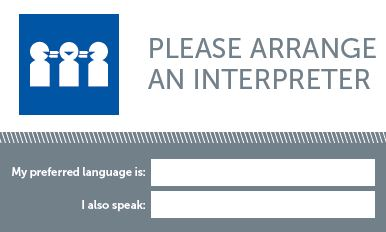 PLEASE ARRANGE
AN INTERPRETER
My preferred language is:
I also speak: